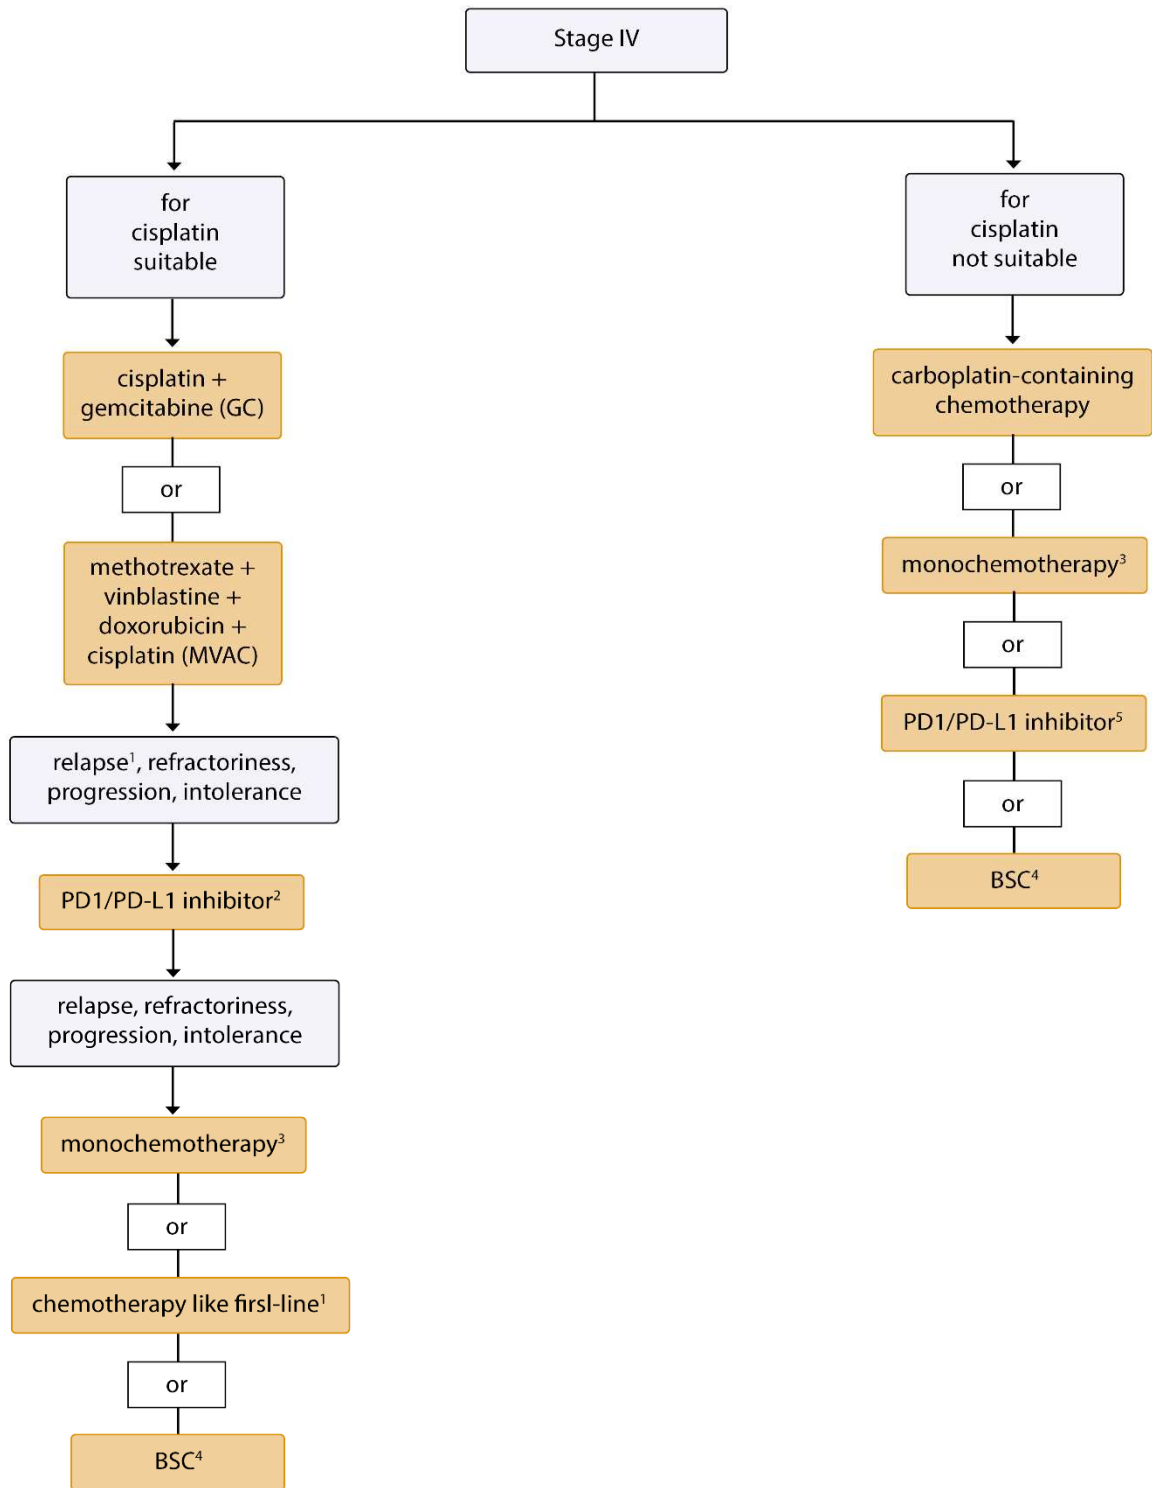 Stage IV
for
cisplatin
suitable
cisplatin +
gemcitabine (GC)
or
methotrexate +
vinblastine +
doxorubicin +
cisplatin (MVAC)
relapse¹, refractoriness,
progression, intolerance
PD1/PD-L1 inhibitor²
relapse, refractoriness,
progression, intolerance
monochemotherapy³
or
chemotherapy like firsl-line¹
or
BSC⁴
for
cisplatin
not suitable
carboplatin-containing
chemotherapy
or
monochemotherapy³
or
PD1/PD-L1 inhibitor⁵
or
BSC⁴